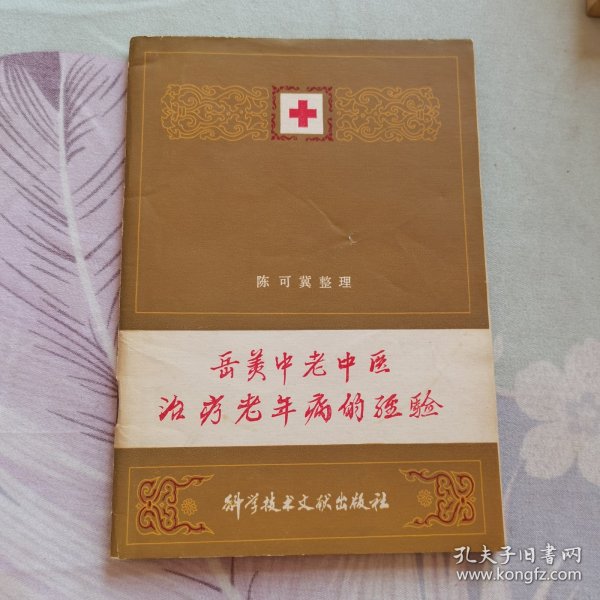 陈可冀整理
岳美中老中医
治疗老年病的经验
科学技术文献出版社
孔夫子旧书网
www.kongfz.com